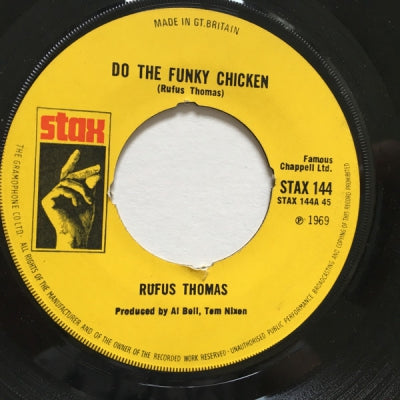 MADE IN GT. BRITAIN
DO THE FUNKY CHICKEN
(Rufus Thomas)
stax
Famous
Chappell Ltd.
STAX 144
STAX 144A 45
℗ 1969
RUFUS THOMAS
Produced by Al Bell, Tom Nixon
THE GRAMOPHONE CO. LTD. ALL RIGHTS OF THE MANUFACTURER AND OF THE OWNER OF THE RECORDED WORK RESERVED · UNAUTHORISED PUBLIC PERFORMANCE BROADCASTING AND COPYING OF THIS RECORD PROHIBITED